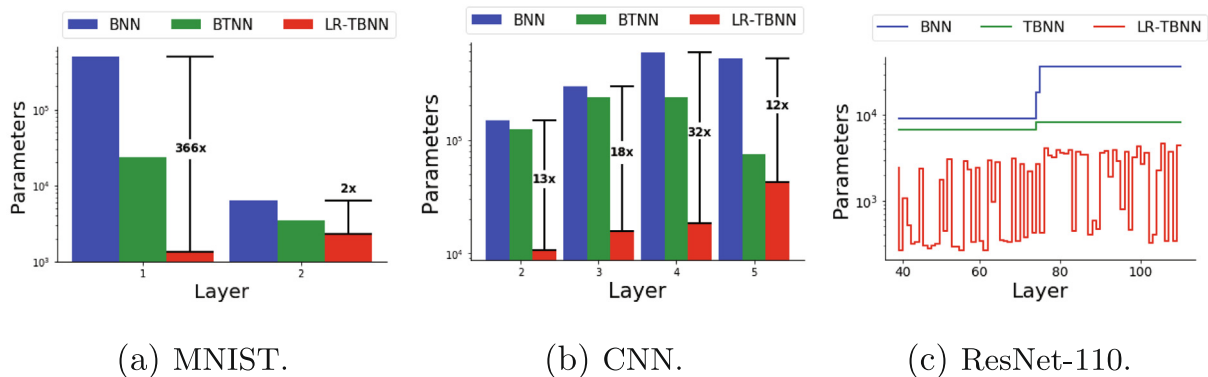 BNN BTNN LR-TBNN
Parameters
10^5
10^4
10^3
366x
2x
1 2
Layer
(a) MNIST.
BNN BTNN LR-TBNN
Parameters
10^5
10^4
13x
18x
32x
12x
2 3 4 5
Layer
(b) CNN.
BNN TBNN LR-TBNN
Parameters
10^4
10^3
40 60 80 100
Layer
(c) ResNet-110.